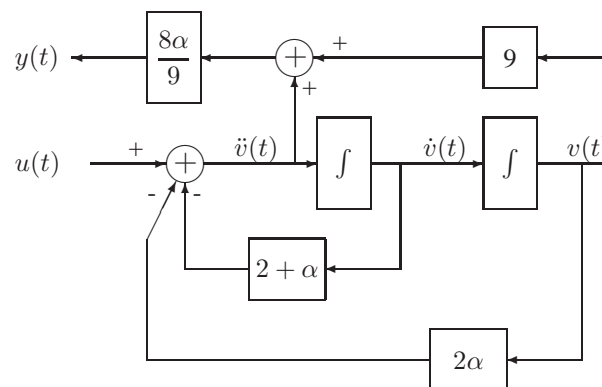 y(t) 8α/9 + + 9
+
u(t) + + v̈(t) ∫ v̇(t) ∫ v(t)
- -
2 + α
2α